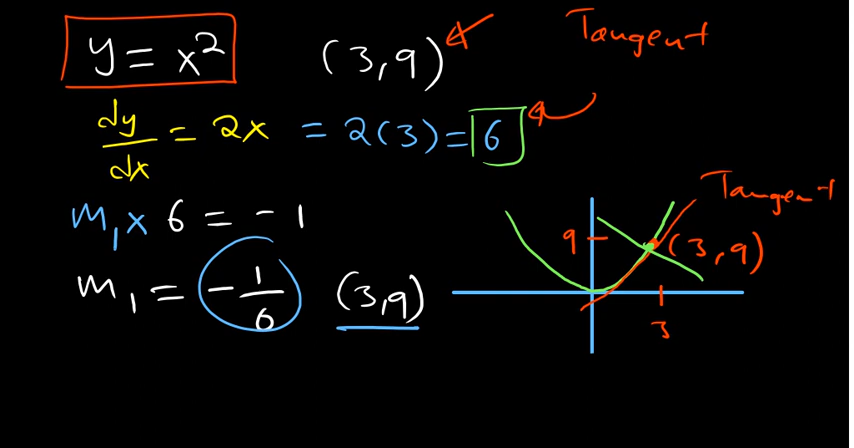 y = x² (3,9) Tangent
dy/dx = 2x = 2(3) = 6
Tangent
m₁ x 6 = -1
9 (3,9)
m₁ = -1/6 (3,9)
3